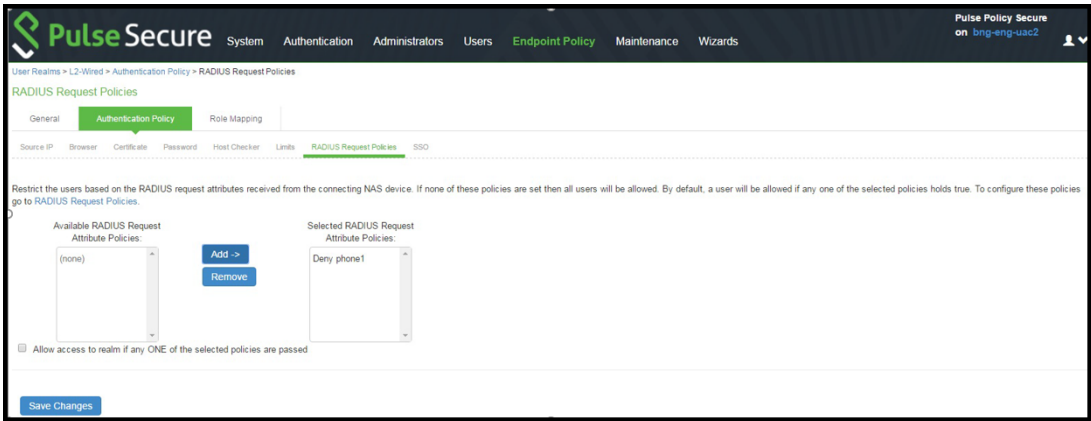 Pulse Secure System Authentication Administrators Users Endpoint Policy Maintenance Wizards
Pulse Policy Secure
on bng-eng-uac2
User Realms > L2-Wired > Authentication Policy > RADIUS Request Policies
RADIUS Request Policies
General Authentication Policy Role Mapping
Source IP Browser Certificate Password Host Checker Limits RADIUS Request Policies SSO
Restrict the users based on the RADIUS request attributes received from the connecting NAS device. If none of these policies are set then all users will be allowed. By default, a user will be allowed if any one of the selected policies holds true. To configure these policies
go to RADIUS Request Policies.
Available RADIUS Request
Attribute Policies:
(none)
Add ->
Remove
Selected RADIUS Request
Attribute Policies:
Deny phone1
Allow access to realm if any ONE of the selected policies are passed
Save Changes